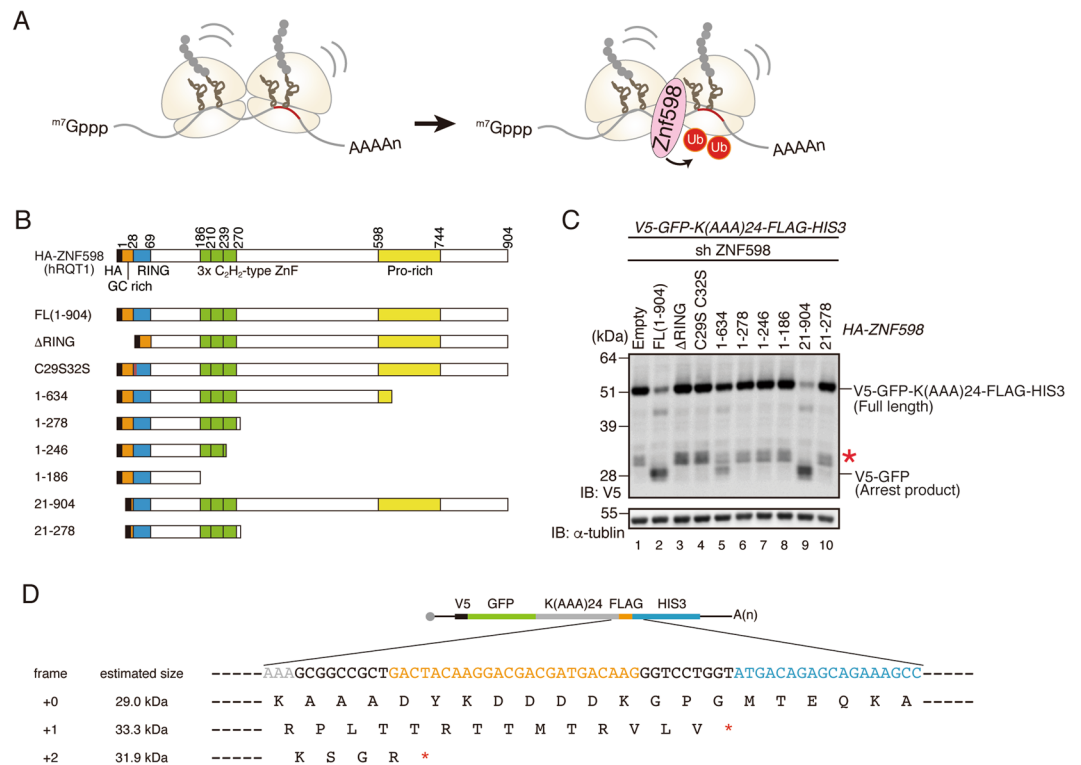 A
m7Gppp
AAAAn
m7Gppp
Znf598
Ub
Ub
AAAAn
B
1
28
69
186
210
239
270
598
744
904
HA-ZNF598
(hRQT1)
HA
RING
GC rich
3x C2H2-type ZnF
Pro-rich
FL(1-904)
ΔRING
C29S32S
1-634
1-278
1-246
1-186
21-904
21-278
C
V5-GFP-K(AAA)24-FLAG-HIS3
sh ZNF598
(kDa)
Empty
FL(1-904)
ΔRING
C29S C32S
1-634
1-278
1-246
1-186
21-904
21-278
HA-ZNF598
64
51
39
28
V5-GFP-K(AAA)24-FLAG-HIS3
(Full length)
*
V5-GFP
(Arrest product)
IB: V5
55
IB: α-tublin
1 2 3 4 5 6 7 8 9 10
D
V5 GFP K(AAA)24 FLAG HIS3
A(n)
frame estimated size AAAGCGGCCGCTGACTACAAGGACGACGATGACAAGGGTCCTGGTATGACAGAGCAGAAAGCC
+0 29.0 kDa K A A A D Y K D D D D K G P G M T E Q K A
+1 33.3 kDa R P L T T R T T M T R V L V *
+2 31.9 kDa K S G R *